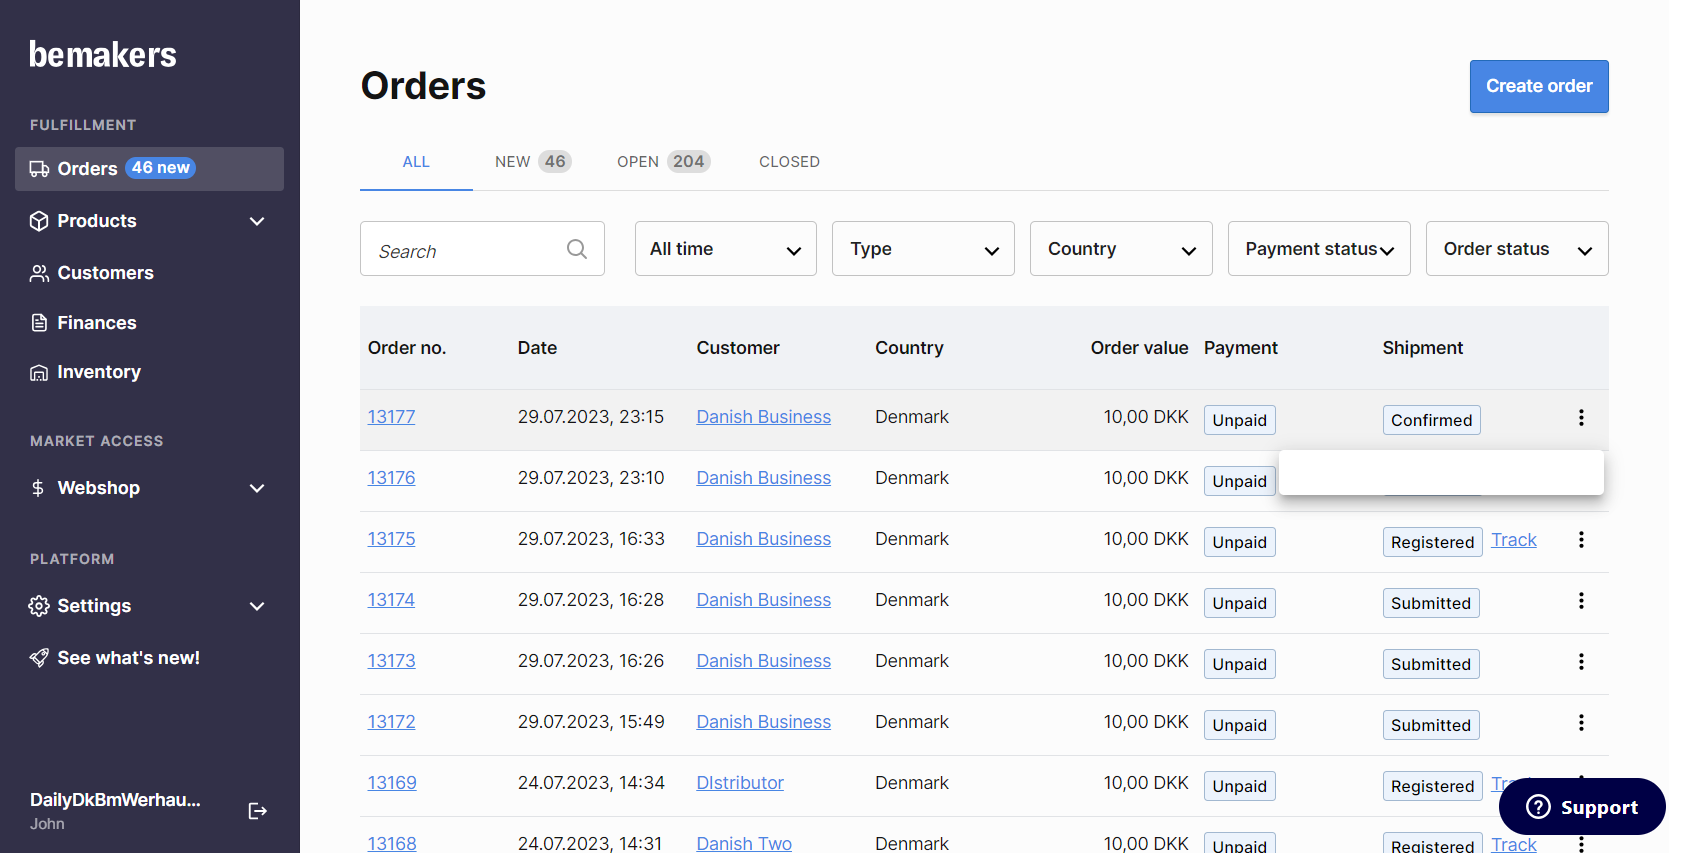 bemakers
FULFILLMENT
Orders 46 new
Products
Customers
Finances
Inventory
MARKET ACCESS
Webshop
PLATFORM
Settings
See what's new!
DailyDkBmWerhau...
John
Orders
Create order
ALL NEW 46 OPEN 204 CLOSED
Search All time Type Country Payment status Order status
Order no. Date Customer Country Order value Payment Shipment
13177 29.07.2023, 23:15 Danish Business Denmark 10,00 DKK Unpaid Confirmed
13176 29.07.2023, 23:10 Danish Business Denmark 10,00 DKK Unpaid
13175 29.07.2023, 16:33 Danish Business Denmark 10,00 DKK Unpaid Registered Track
13174 29.07.2023, 16:28 Danish Business Denmark 10,00 DKK Unpaid Submitted
13173 29.07.2023, 16:26 Danish Business Denmark 10,00 DKK Unpaid Submitted
13172 29.07.2023, 15:49 Danish Business Denmark 10,00 DKK Unpaid Submitted
13169 24.07.2023, 14:34 DIstributor Denmark 10,00 DKK Unpaid Registered
13168 24.07.2023, 14:31 Danish Two Denmark 10,00 DKK Unpaid Registered Track
Support